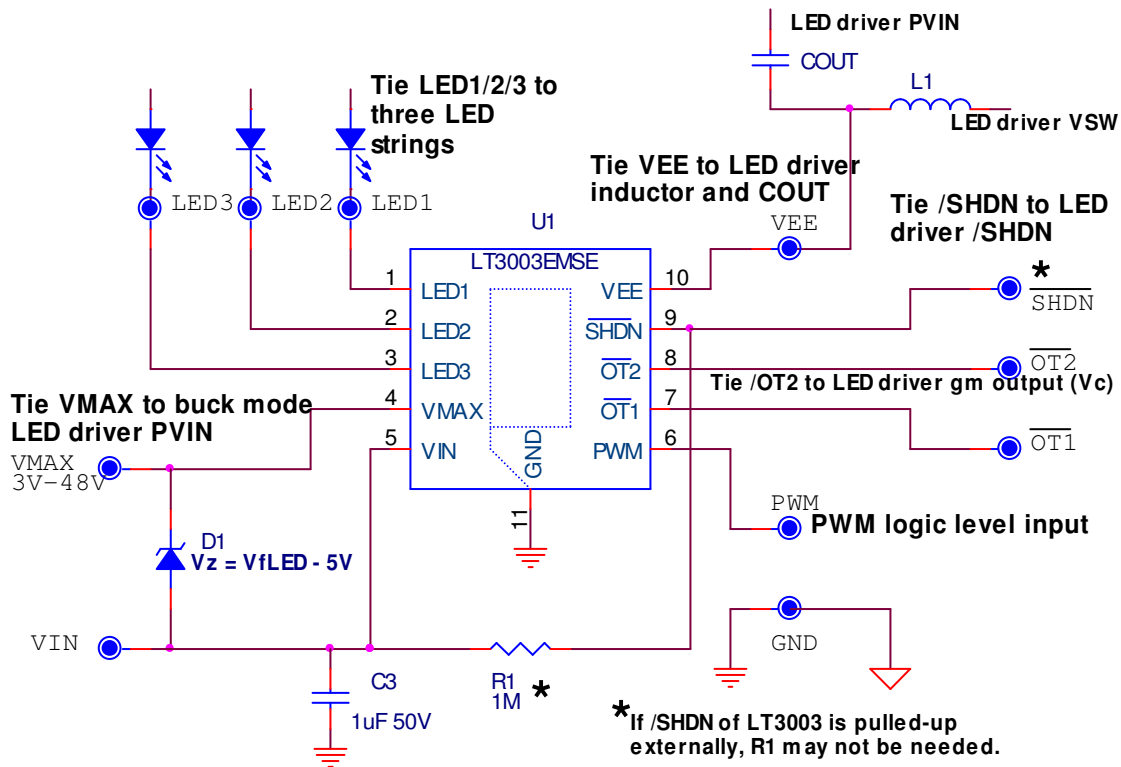 LED driver PVIN
COUT
L1
LED driver VSW
Tie LED1/2/3 to
three LED
strings
LED3
LED2
LED1
Tie VEE to LED driver
inductor and COUT
VEE
Tie /SHDN to LED
driver /SHDN
*
SHDN
U1
LT3003EMSE
1
LED1
2
LED2
3
LED3
4
VMAX
5
VIN
VEE
10
SHDN
9
OT2
8
OT1
7
PWM
6
GND
11
OT2
Tie /OT2 to LED driver gm output (Vc)
OT1
Tie VMAX to buck mode
LED driver PVIN
VMAX
3V-48V
PWM
PWM logic level input
D1
Vz = VfLED - 5V
VIN
GND
C3
1uF 50V
R1
1M *
*If /SHDN of LT3003 is pulled-up
externally, R1 may not be needed.